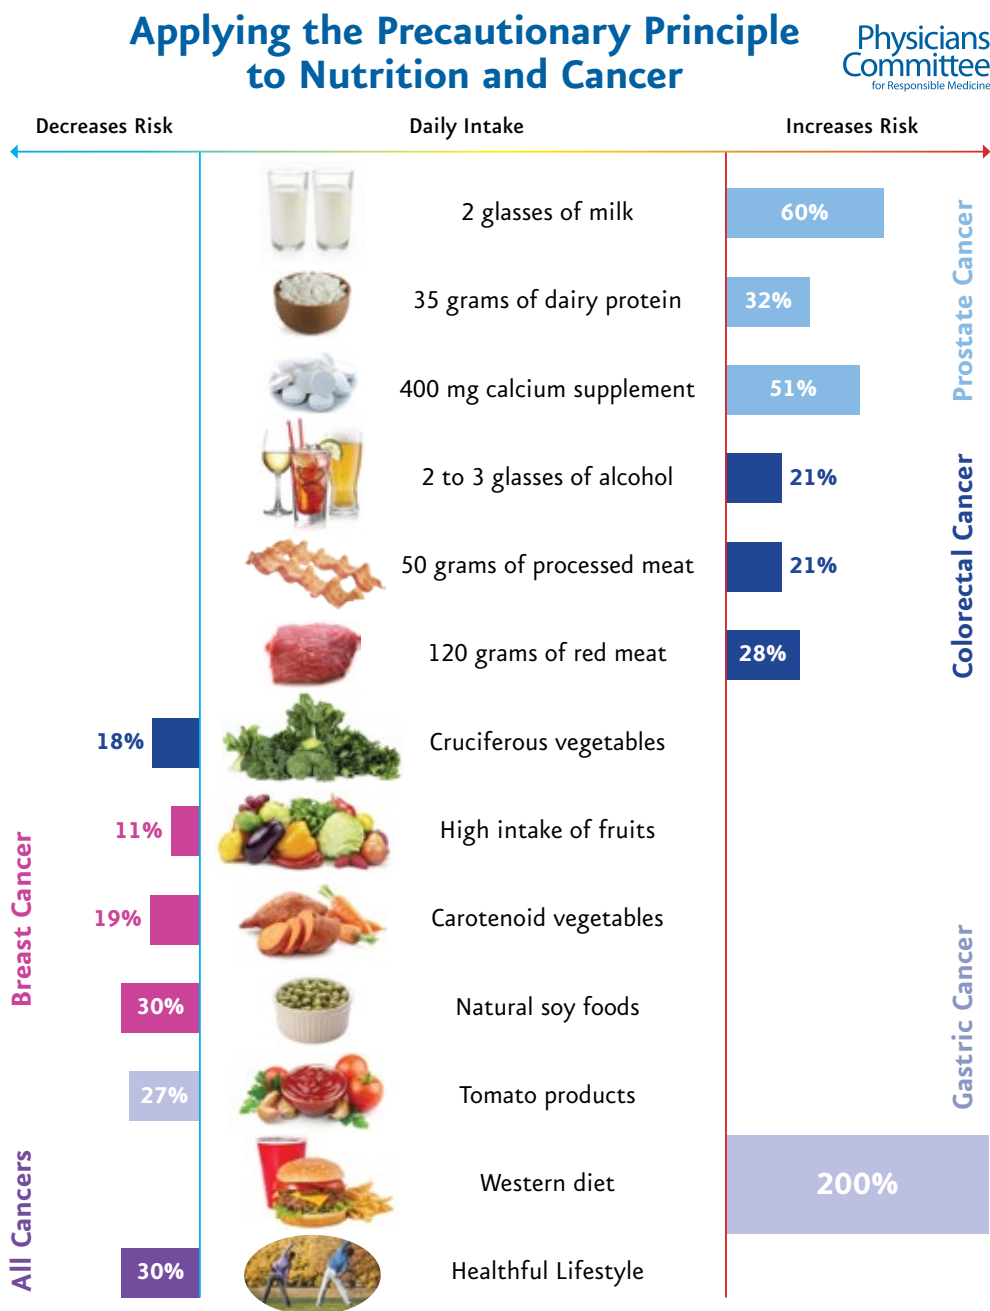 Applying the Precautionary Principle
to Nutrition and Cancer
Physicians
Committee
for Responsible Medicine
Decreases Risk
Daily Intake
Increases Risk
2 glasses of milk
60%
35 grams of dairy protein
32%
400 mg calcium supplement
51%
Prostate Cancer
2 to 3 glasses of alcohol
21%
50 grams of processed meat
21%
120 grams of red meat
28%
Colorectal Cancer
18%
Cruciferous vegetables
11%
High intake of fruits
19%
Carotenoid vegetables
30%
Natural soy foods
Breast Cancer
27%
Tomato products
Western diet
200%
Gastric Cancer
30%
Healthful Lifestyle
All Cancers